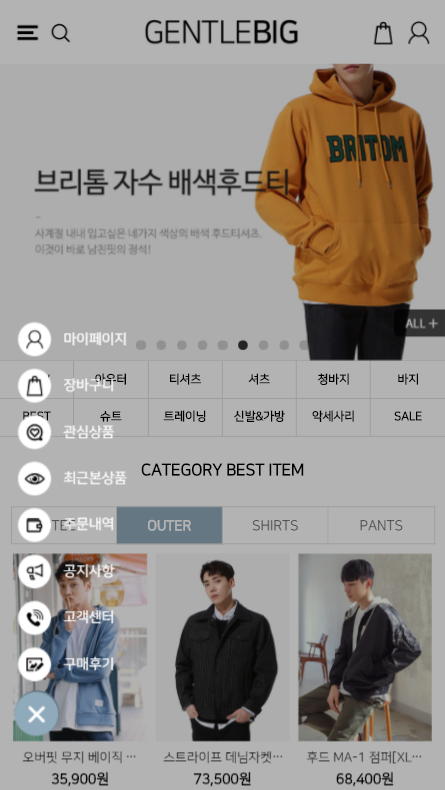 GENTLEBIG
브리톰 자수 배색후드티
사계절 내내 입고싶은 네가지 색상의 배색 후드티셔츠.
이것이 바로 남친핏의 정석!
BRITOM
ALL +
마이페이지
아우터 티셔츠 셔츠 청바지 바지
장바구니
BEST 슈트 트레이닝 신발&가방 악세사리 SALE
관심상품
CATEGORY BEST ITEM
최근본상품
OUTER SHIRTS PANTS
주문내역
공지사항
고객센터
구매후기
오버핏 무지 베이직 ··· 스트라이프 데님자켓··· 후드 MA-1 점퍼[XL···
35,900원 73,500원 68,400원